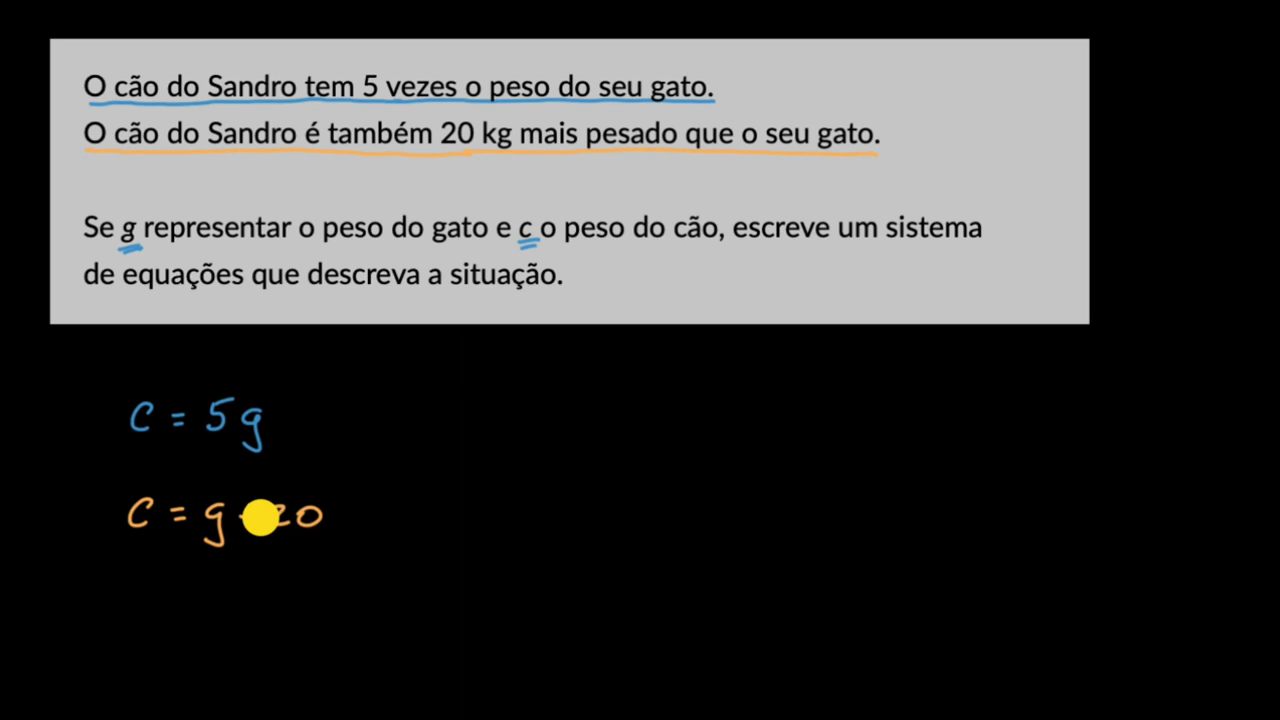 O cão do Sandro tem 5 vezes o peso do seu gato.
O cão do Sandro é também 20 kg mais pesado que o seu gato.
Se g representar o peso do gato e c o peso do cão, escreve um sistema
de equações que descreva a situação.
c = 5g
c = g 20